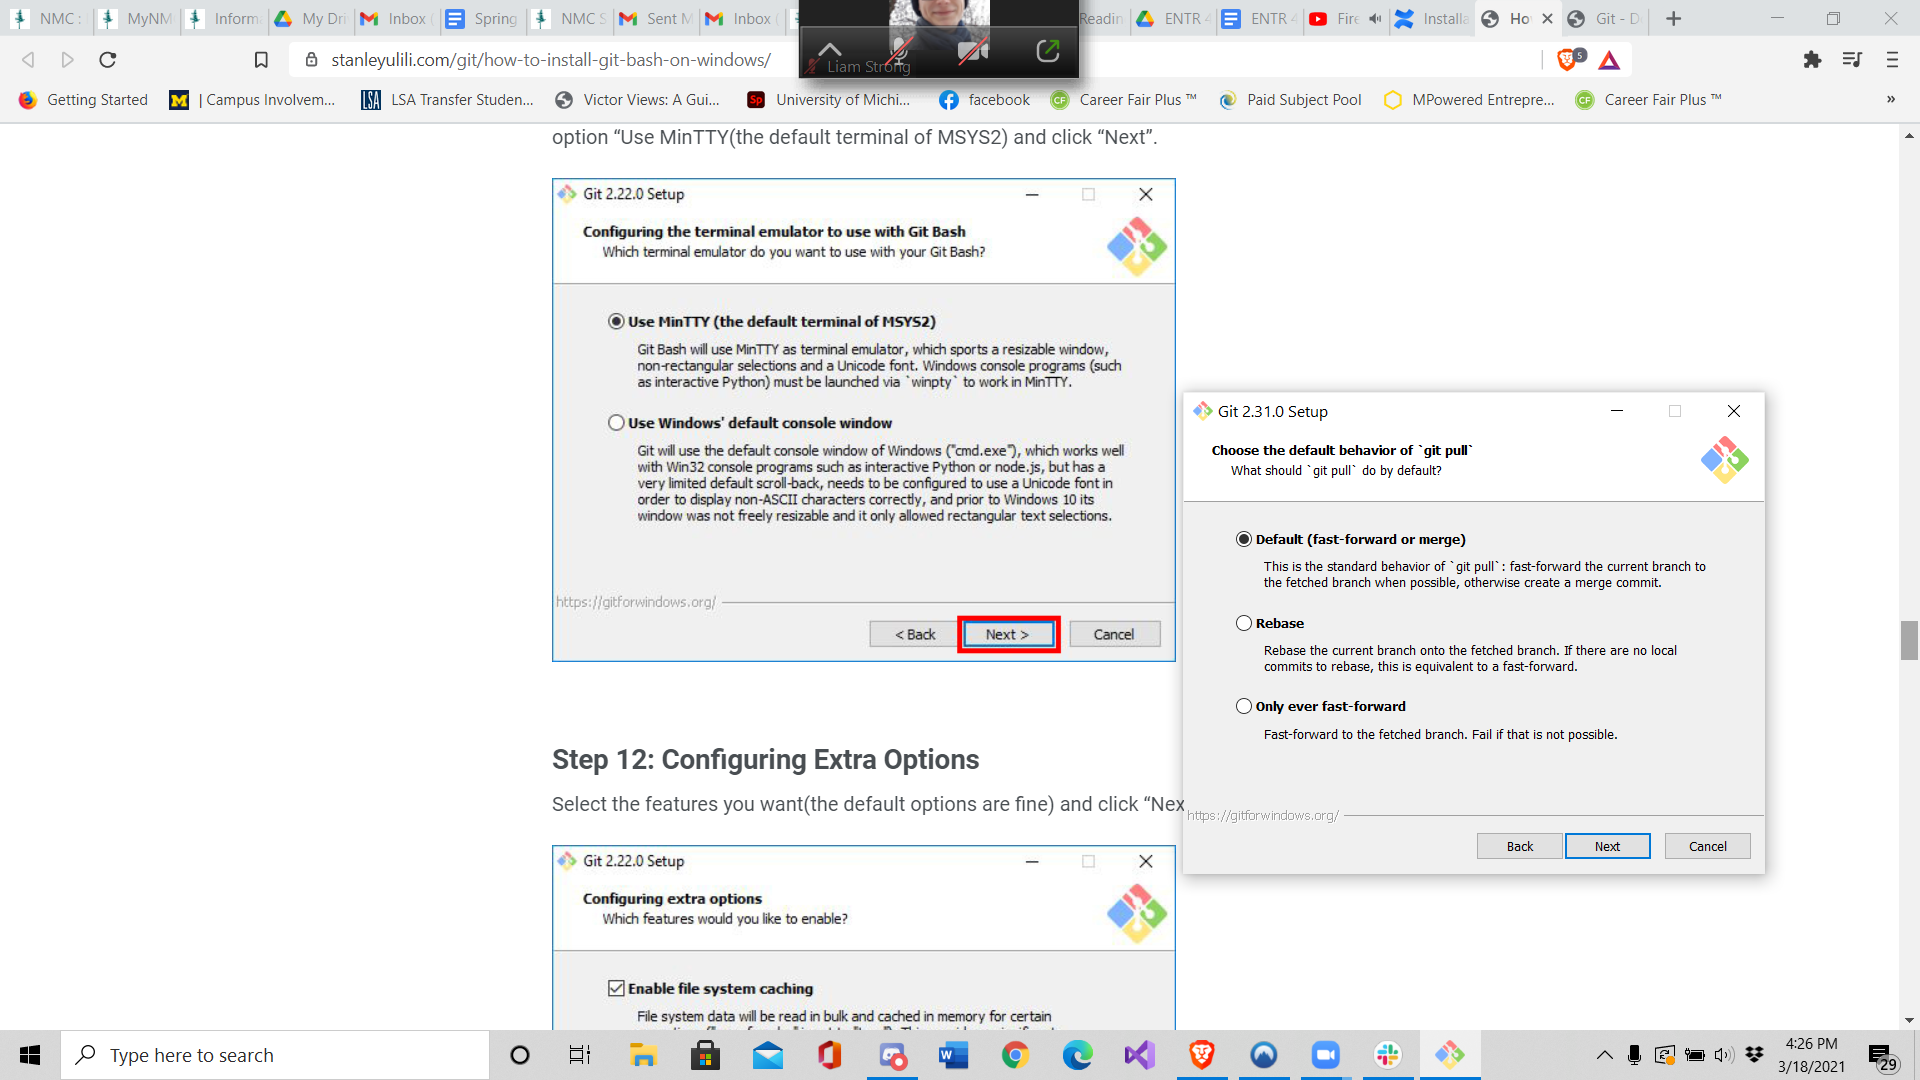 NMC :
MyNM
Inform
My Dri
Inbox (
Spring
NMC S
Sent M
Inbox (
Readin
ENTR 4
ENTR 4
Fire
Installa
Ho
Git - D
stanleyulili.com/git/how-to-install-git-bash-on-windows/
Liam Strong
5
Getting Started
| Campus Involvem...
LSA Transfer Studen...
Victor Views: A Gui...
University of Michi...
facebook
Career Fair Plus ™
Paid Subject Pool
MPowered Entrepre...
Career Fair Plus ™
»
option “Use MinTTY(the default terminal of MSYS2) and click “Next”.
Git 2.22.0 Setup
Configuring the terminal emulator to use with Git Bash
Which terminal emulator do you want to use with your Git Bash?
Use MinTTY (the default terminal of MSYS2)
Git Bash will use MinTTY as terminal emulator, which sports a resizable window,
non-rectangular selections and a Unicode font. Windows console programs (such
as interactive Python) must be launched via `winpty` to work in MinTTY.
Use Windows' default console window
Git will use the default console window of Windows ("cmd.exe"), which works well
with Win32 console programs such as interactive Python or node.js, but has a
very limited default scroll-back, needs to be configured to use a Unicode font in
order to display non-ASCII characters correctly, and prior to Windows 10 its
window was not freely resizable and it only allowed rectangular text selections.
https://gitforwindows.org/
< Back
Next >
Cancel
Step 12: Configuring Extra Options
Select the features you want(the default options are fine) and click “Nex
Git 2.22.0 Setup
Configuring extra options
Which features would you like to enable?
Enable file system caching
File system data will be read in bulk and cached in memory for certain
Git 2.31.0 Setup
Choose the default behavior of `git pull`
What should `git pull` do by default?
Default (fast-forward or merge)
This is the standard behavior of `git pull`: fast-forward the current branch to
the fetched branch when possible, otherwise create a merge commit.
Rebase
Rebase the current branch onto the fetched branch. If there are no local
commits to rebase, this is equivalent to a fast-forward.
Only ever fast-forward
Fast-forward to the fetched branch. Fail if that is not possible.
https://gitforwindows.org/
Back
Next
Cancel
Type here to search
4:26 PM
3/18/2021
29